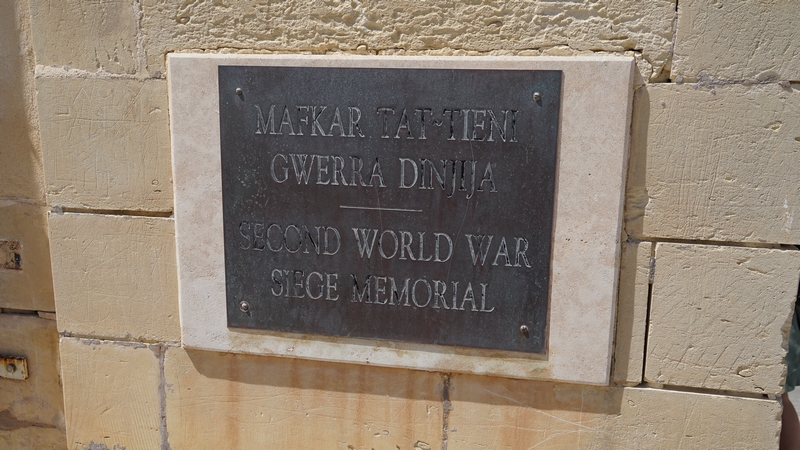 MAFKAR TAT-TIENI
GWERRA DINJIJA
SECOND WORLD WAR
SIEGE MEMORIAL